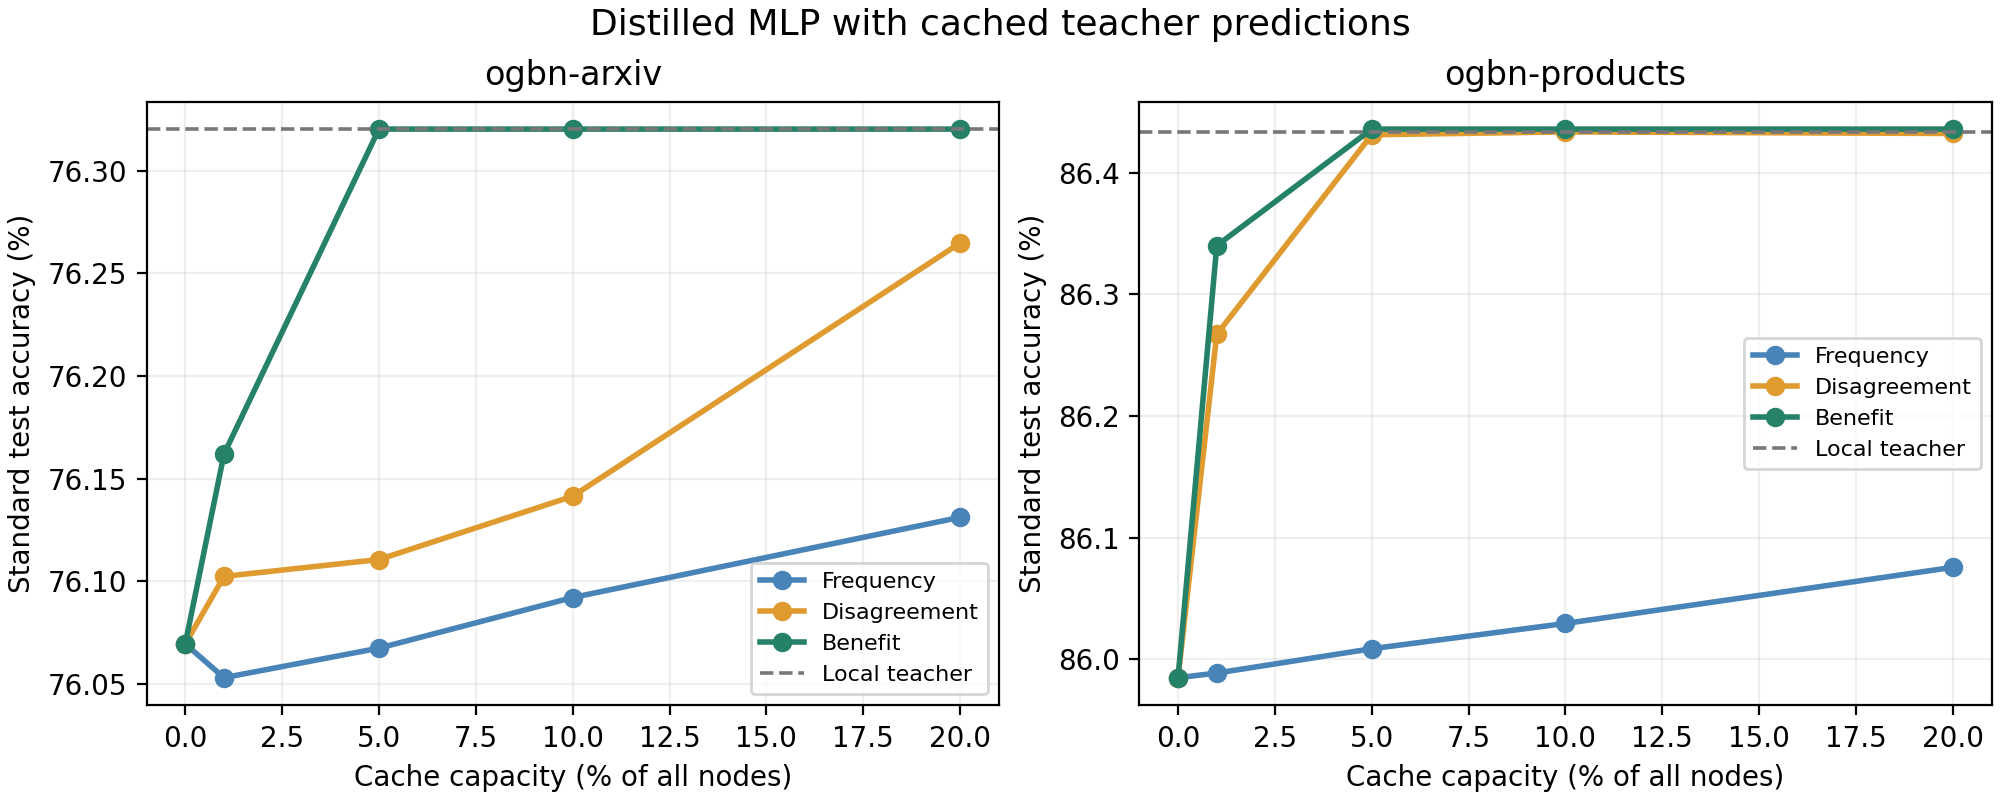 Distilled MLP with cached teacher predictions
ogbn-arxiv
Standard test accuracy (%)
76.30
76.25
76.20
76.15
76.10
76.05
Frequency
Disagreement
Benefit
Local teacher
0.0 2.5 5.0 7.5 10.0 12.5 15.0 17.5 20.0
Cache capacity (% of all nodes)
ogbn-products
Standard test accuracy (%)
86.4
86.3
86.2
86.1
86.0
Frequency
Disagreement
Benefit
Local teacher
0.0 2.5 5.0 7.5 10.0 12.5 15.0 17.5 20.0
Cache capacity (% of all nodes)